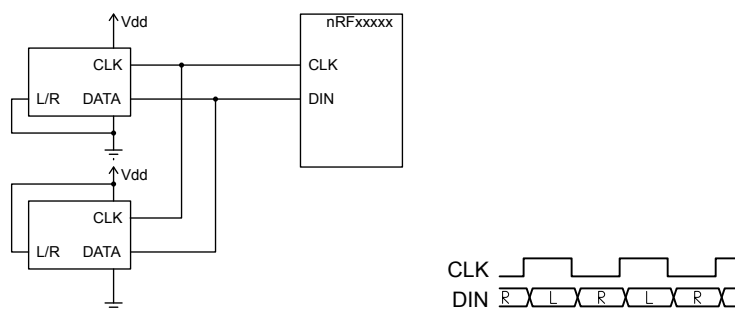 Vdd
nRFxxxxx
CLK
CLK
L/R
DATA
DIN
Vdd
CLK
L/R
DATA
CLK
DIN
R
L
R
L
R